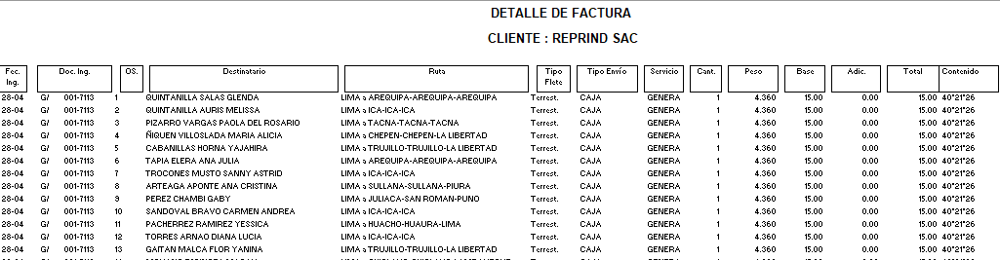 DETALLE DE FACTURA
CLIENTE : REPRIND SAC
Fec. Ing. Doc. Ing. OS. Destinatario Ruta Tipo Flete Tipo Envío Servicio Cant. Peso Base Adic. Total Contenido
28-04 G/ 001-7113 1 QUINTANILLA SALAS GLENDA LIMA a AREQUIPA-AREQUIPA-AREQUIPA Terrest. CAJA GENERA 1 4.360 15.00 0.00 15.00 40*21*26
28-04 G/ 001-7113 2 QUINTANILLA AURIS MELISSA LIMA a ICA-ICA-ICA Terrest. CAJA GENERA 1 4.360 15.00 0.00 15.00 40*21*26
28-04 G/ 001-7113 3 PIZARRO VARGAS PAOLA DEL ROSARIO LIMA a TACNA-TACNA-TACNA Terrest. CAJA GENERA 1 4.360 15.00 0.00 15.00 40*21*26
28-04 G/ 001-7113 4 ÑIQUEN VILLOSLADA MARIA ALICIA LIMA a CHEPEN-CHEPEN-LA LIBERTAD Terrest. CAJA GENERA 1 4.360 15.00 0.00 15.00 40*21*26
28-04 G/ 001-7113 5 CABANILLAS HORNA YAJAHIRA LIMA a TRUJILLO-TRUJILLO-LA LIBERTAD Terrest. CAJA GENERA 1 4.360 15.00 0.00 15.00 40*21*26
28-04 G/ 001-7113 6 TAPIA ELERA ANA JULIA LIMA a AREQUIPA-AREQUIPA-AREQUIPA Terrest. CAJA GENERA 1 4.360 15.00 0.00 15.00 40*21*26
28-04 G/ 001-7113 7 TROCONES MUSTO SANNY ASTRID LIMA a ICA-ICA-ICA Terrest. CAJA GENERA 1 4.360 15.00 0.00 15.00 40*21*26
28-04 G/ 001-7113 8 ARTEAGA APONTE ANA CRISTINA LIMA a SULLANA-SULLANA-PIURA Terrest. CAJA GENERA 1 4.360 15.00 0.00 15.00 40*21*26
28-04 G/ 001-7113 9 PEREZ CHAMBI GABY LIMA a JULIACA-SAN ROMAN-PUNO Terrest. CAJA GENERA 1 4.360 15.00 0.00 15.00 40*21*26
28-04 G/ 001-7113 10 SANDOVAL BRAVO CARMEN ANDREA LIMA a ICA-ICA-ICA Terrest. CAJA GENERA 1 4.360 15.00 0.00 15.00 40*21*26
28-04 G/ 001-7113 11 PACHERREZ RAMIREZ YESSICA LIMA a HUACHO-HUAURA-LIMA Terrest. CAJA GENERA 1 4.360 15.00 0.00 15.00 40*21*26
28-04 G/ 001-7113 12 TORRES ARNAO DIANA LUCIA LIMA a ICA-ICA-ICA Terrest. CAJA GENERA 1 4.360 15.00 0.00 15.00 40*21*26
28-04 G/ 001-7113 13 GAITAN MALCA FLOR YANINA LIMA a TRUJILLO-TRUJILLO-LA LIBERTAD Terrest. CAJA GENERA 1 4.360 15.00 0.00 15.00 40*21*26